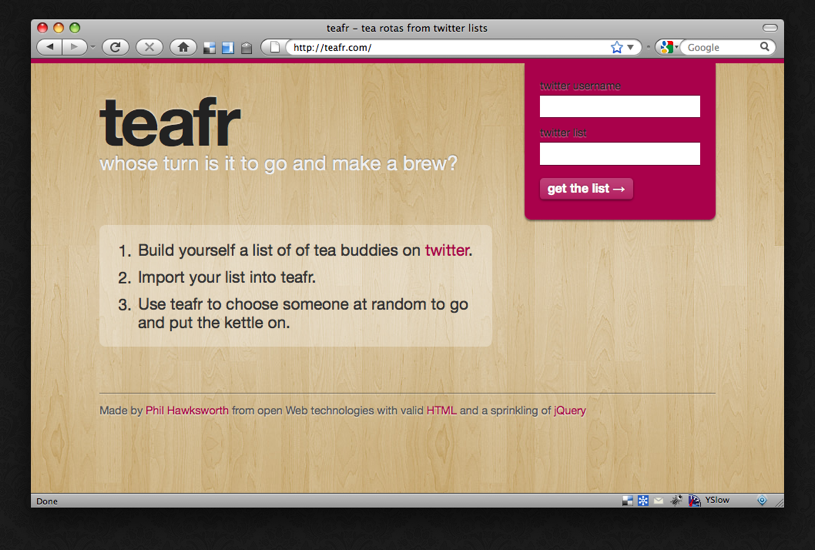 teafr - tea rotas from twitter lists
http://teafr.com/
Google
twitter username
teafr
twitter list
whose turn is it to go and make a brew?
get the list →
1. Build yourself a list of of tea buddies on twitter.
2. Import your list into teafr.
3. Use teafr to choose someone at random to go
and put the kettle on.
Made by Phil Hawksworth from open Web technologies with valid HTML and a sprinkling of jQuery
Done
YSlow